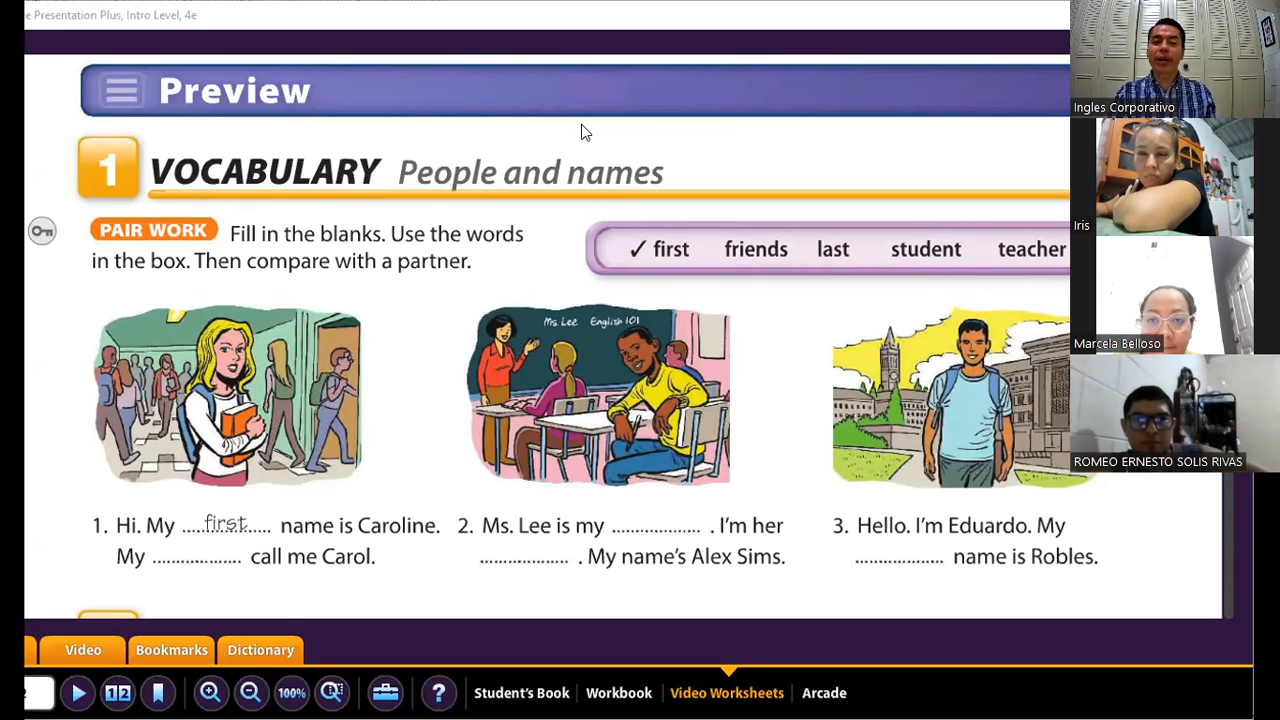 e Presentation Plus, Intro Level, 4e
Preview
1 VOCABULARY People and names
PAIR WORK Fill in the blanks. Use the words
in the box. Then compare with a partner.
✓ first friends last student teacher
Ms. Lee English 101
1. Hi. My ....first.... name is Caroline.
My .................. call me Carol.
2. Ms. Lee is my .................. . I'm her
.................. . My name's Alex Sims.
3. Hello. I'm Eduardo. My
.................. name is Robles.
Ingles Corporativo
Iris
Marcela Belloso
ROMEO ERNESTO SOLIS RIVAS
Video Bookmarks Dictionary
2 1 2 100% ? Student's Book Workbook Video Worksheets Arcade